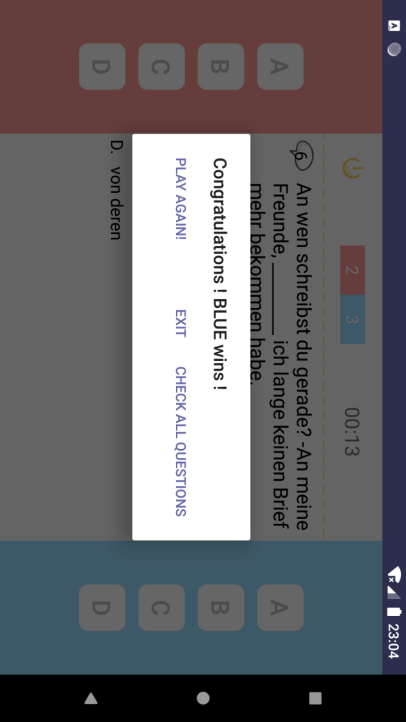 A
23:04
2
3
00:13
6
An wen schreibst du gerade? -An meine
Freunde, ________ ich lange keinen Brief
mehr bekommen habe.
D. von deren
Congratulations ! BLUE wins !
PLAY AGAIN!
EXIT
CHECK ALL QUESTIONS
A
B
C
D
A
B
C
D